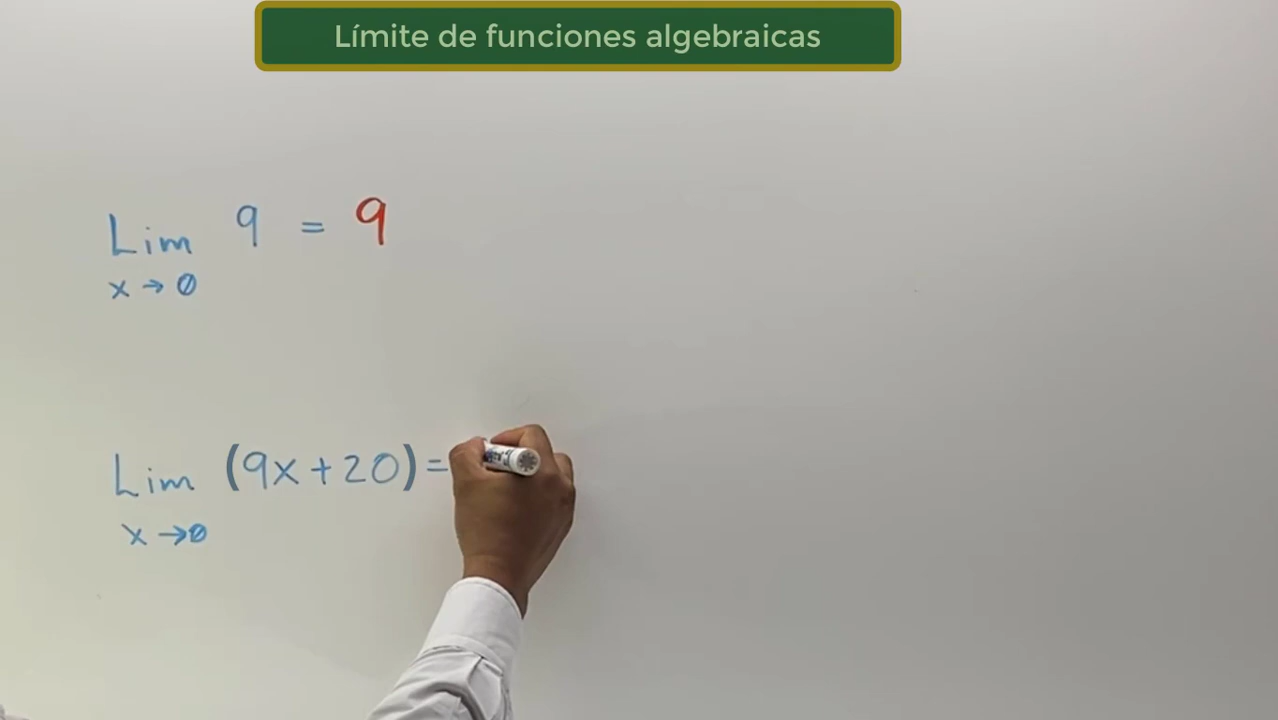 Límite de funciones algebraicas
Lim 9 = 9
x → 0
Lim (9x+20)=
x → 0